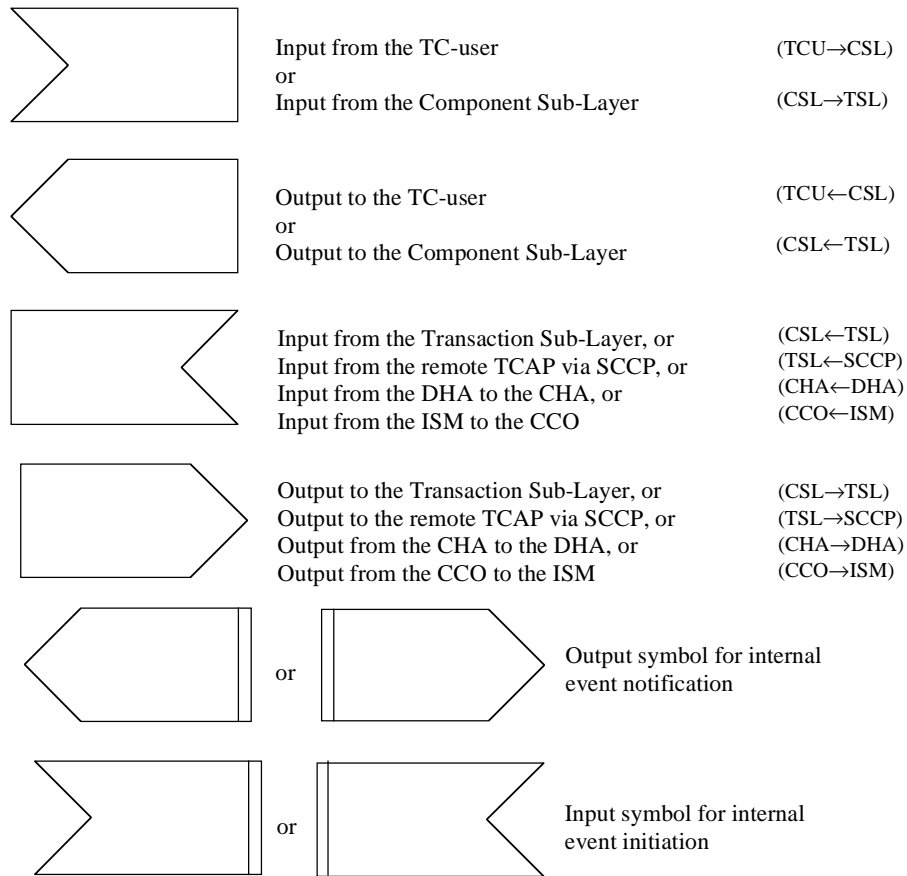 Input from the TC-user (TCU→CSL)
or
Input from the Component Sub-Layer (CSL→TSL)
Output to the TC-user (TCU←CSL)
or
Output to the Component Sub-Layer (CSL←TSL)
Input from the Transaction Sub-Layer, or (CSL←TSL)
Input from the remote TCAP via SCCP, or (TSL←SCCP)
Input from the DHA to the CHA, or (CHA←DHA)
Input from the ISM to the CCO (CCO←ISM)
Output to the Transaction Sub-Layer, or (CSL→TSL)
Output to the remote TCAP via SCCP, or (TSL→SCCP)
Output from the CHA to the DHA, or (CHA→DHA)
Output from the CCO to the ISM (CCO→ISM)
or
Output symbol for internal
event notification
or
Input symbol for internal
event initiation